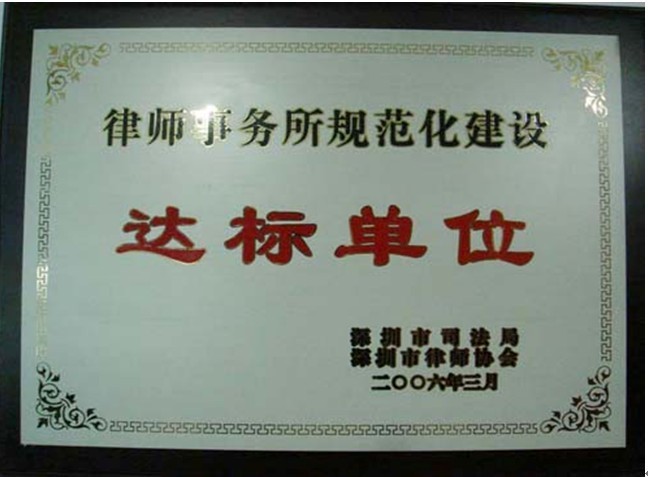 律师事务所规范化建设
达标单位
深圳市司法局
深圳市律师协会
二〇〇六年三月